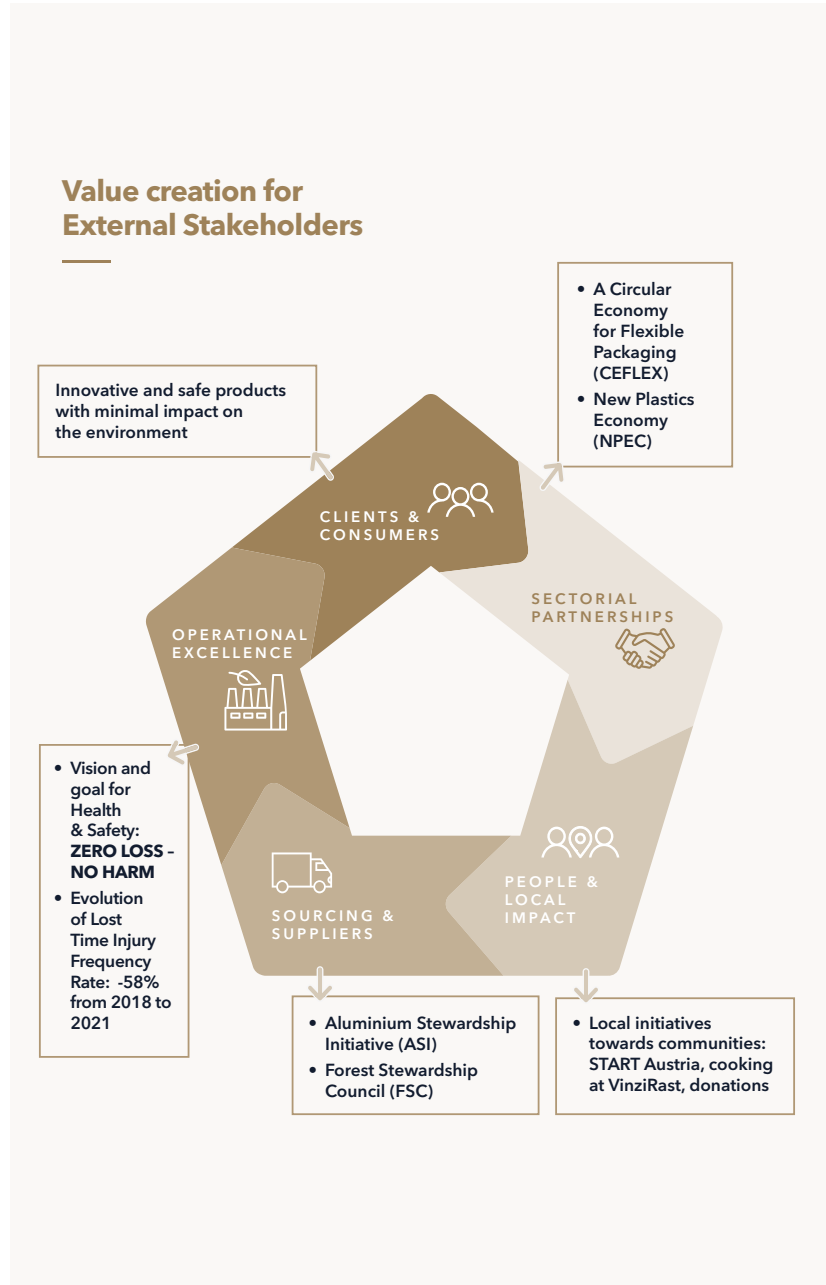 Value creation for
External Stakeholders
• A Circular
Economy
for Flexible
Packaging
(CEFLEX)
• New Plastics
Economy
(NPEC)
Innovative and safe products
with minimal impact on
the environment
CLIENTS &
CONSUMERS
SECTORIAL
PARTNERSHIPS
OPERATIONAL
EXCELLENCE
• Vision and
goal for
Health
& Safety:
ZERO LOSS –
NO HARM
• Evolution
of Lost
Time Injury
Frequency
Rate: -58%
from 2018 to
2021
PEOPLE &
LOCAL
IMPACT
SOURCING &
SUPPLIERS
• Aluminium Stewardship
Initiative (ASI)
• Forest Stewardship
Council (FSC)
• Local initiatives
towards communities:
START Austria, cooking
at VinziRast, donations